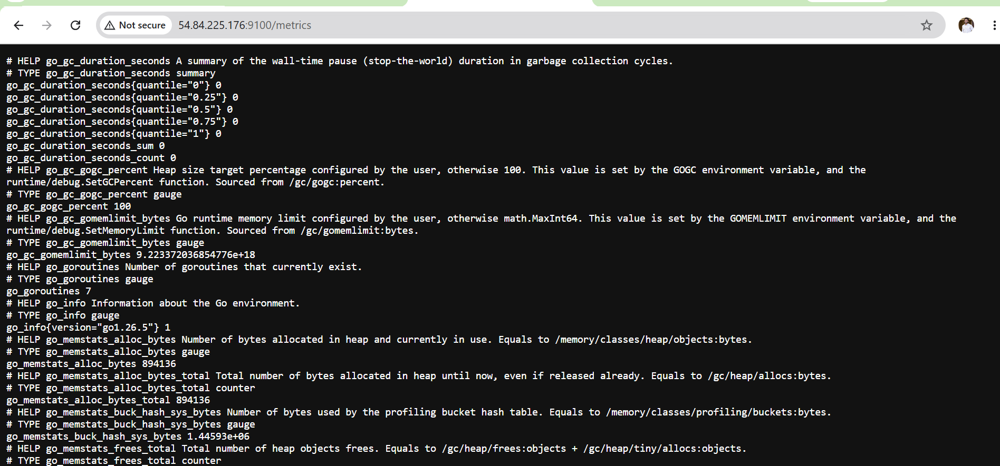 Not secure 54.84.225.176:9100/metrics
# HELP go_gc_duration_seconds A summary of the wall-time pause (stop-the-world) duration in garbage collection cycles.
# TYPE go_gc_duration_seconds summary
go_gc_duration_seconds{quantile="0"} 0
go_gc_duration_seconds{quantile="0.25"} 0
go_gc_duration_seconds{quantile="0.5"} 0
go_gc_duration_seconds{quantile="0.75"} 0
go_gc_duration_seconds{quantile="1"} 0
go_gc_duration_seconds_sum 0
go_gc_duration_seconds_count 0
# HELP go_gc_gogc_percent Heap size target percentage configured by the user, otherwise 100. This value is set by the GOGC environment variable, and the
runtime/debug.SetGCPercent function. Sourced from /gc/gogc:percent.
# TYPE go_gc_gogc_percent gauge
go_gc_gogc_percent 100
# HELP go_gc_gomemlimit_bytes Go runtime memory limit configured by the user, otherwise math.MaxInt64. This value is set by the GOMEMLIMIT environment variable, and the
runtime/debug.SetMemoryLimit function. Sourced from /gc/gomemlimit:bytes.
# TYPE go_gc_gomemlimit_bytes gauge
go_gc_gomemlimit_bytes 9.223372036854776e+18
# HELP go_goroutines Number of goroutines that currently exist.
# TYPE go_goroutines gauge
go_goroutines 7
# HELP go_info Information about the Go environment.
# TYPE go_info gauge
go_info{version="go1.26.5"} 1
# HELP go_memstats_alloc_bytes Number of bytes allocated in heap and currently in use. Equals to /memory/classes/heap/objects:bytes.
# TYPE go_memstats_alloc_bytes gauge
go_memstats_alloc_bytes 894136
# HELP go_memstats_alloc_bytes_total Total number of bytes allocated in heap until now, even if released already. Equals to /gc/heap/allocs:bytes.
# TYPE go_memstats_alloc_bytes_total counter
go_memstats_alloc_bytes_total 894136
# HELP go_memstats_buck_hash_sys_bytes Number of bytes used by the profiling bucket hash table. Equals to /memory/classes/profiling/buckets:bytes.
# TYPE go_memstats_buck_hash_sys_bytes gauge
go_memstats_buck_hash_sys_bytes 1.44593e+06
# HELP go_memstats_frees_total Total number of heap objects frees. Equals to /gc/heap/frees:objects + /gc/heap/tiny/allocs:objects.
# TYPE go_memstats_frees_total counter